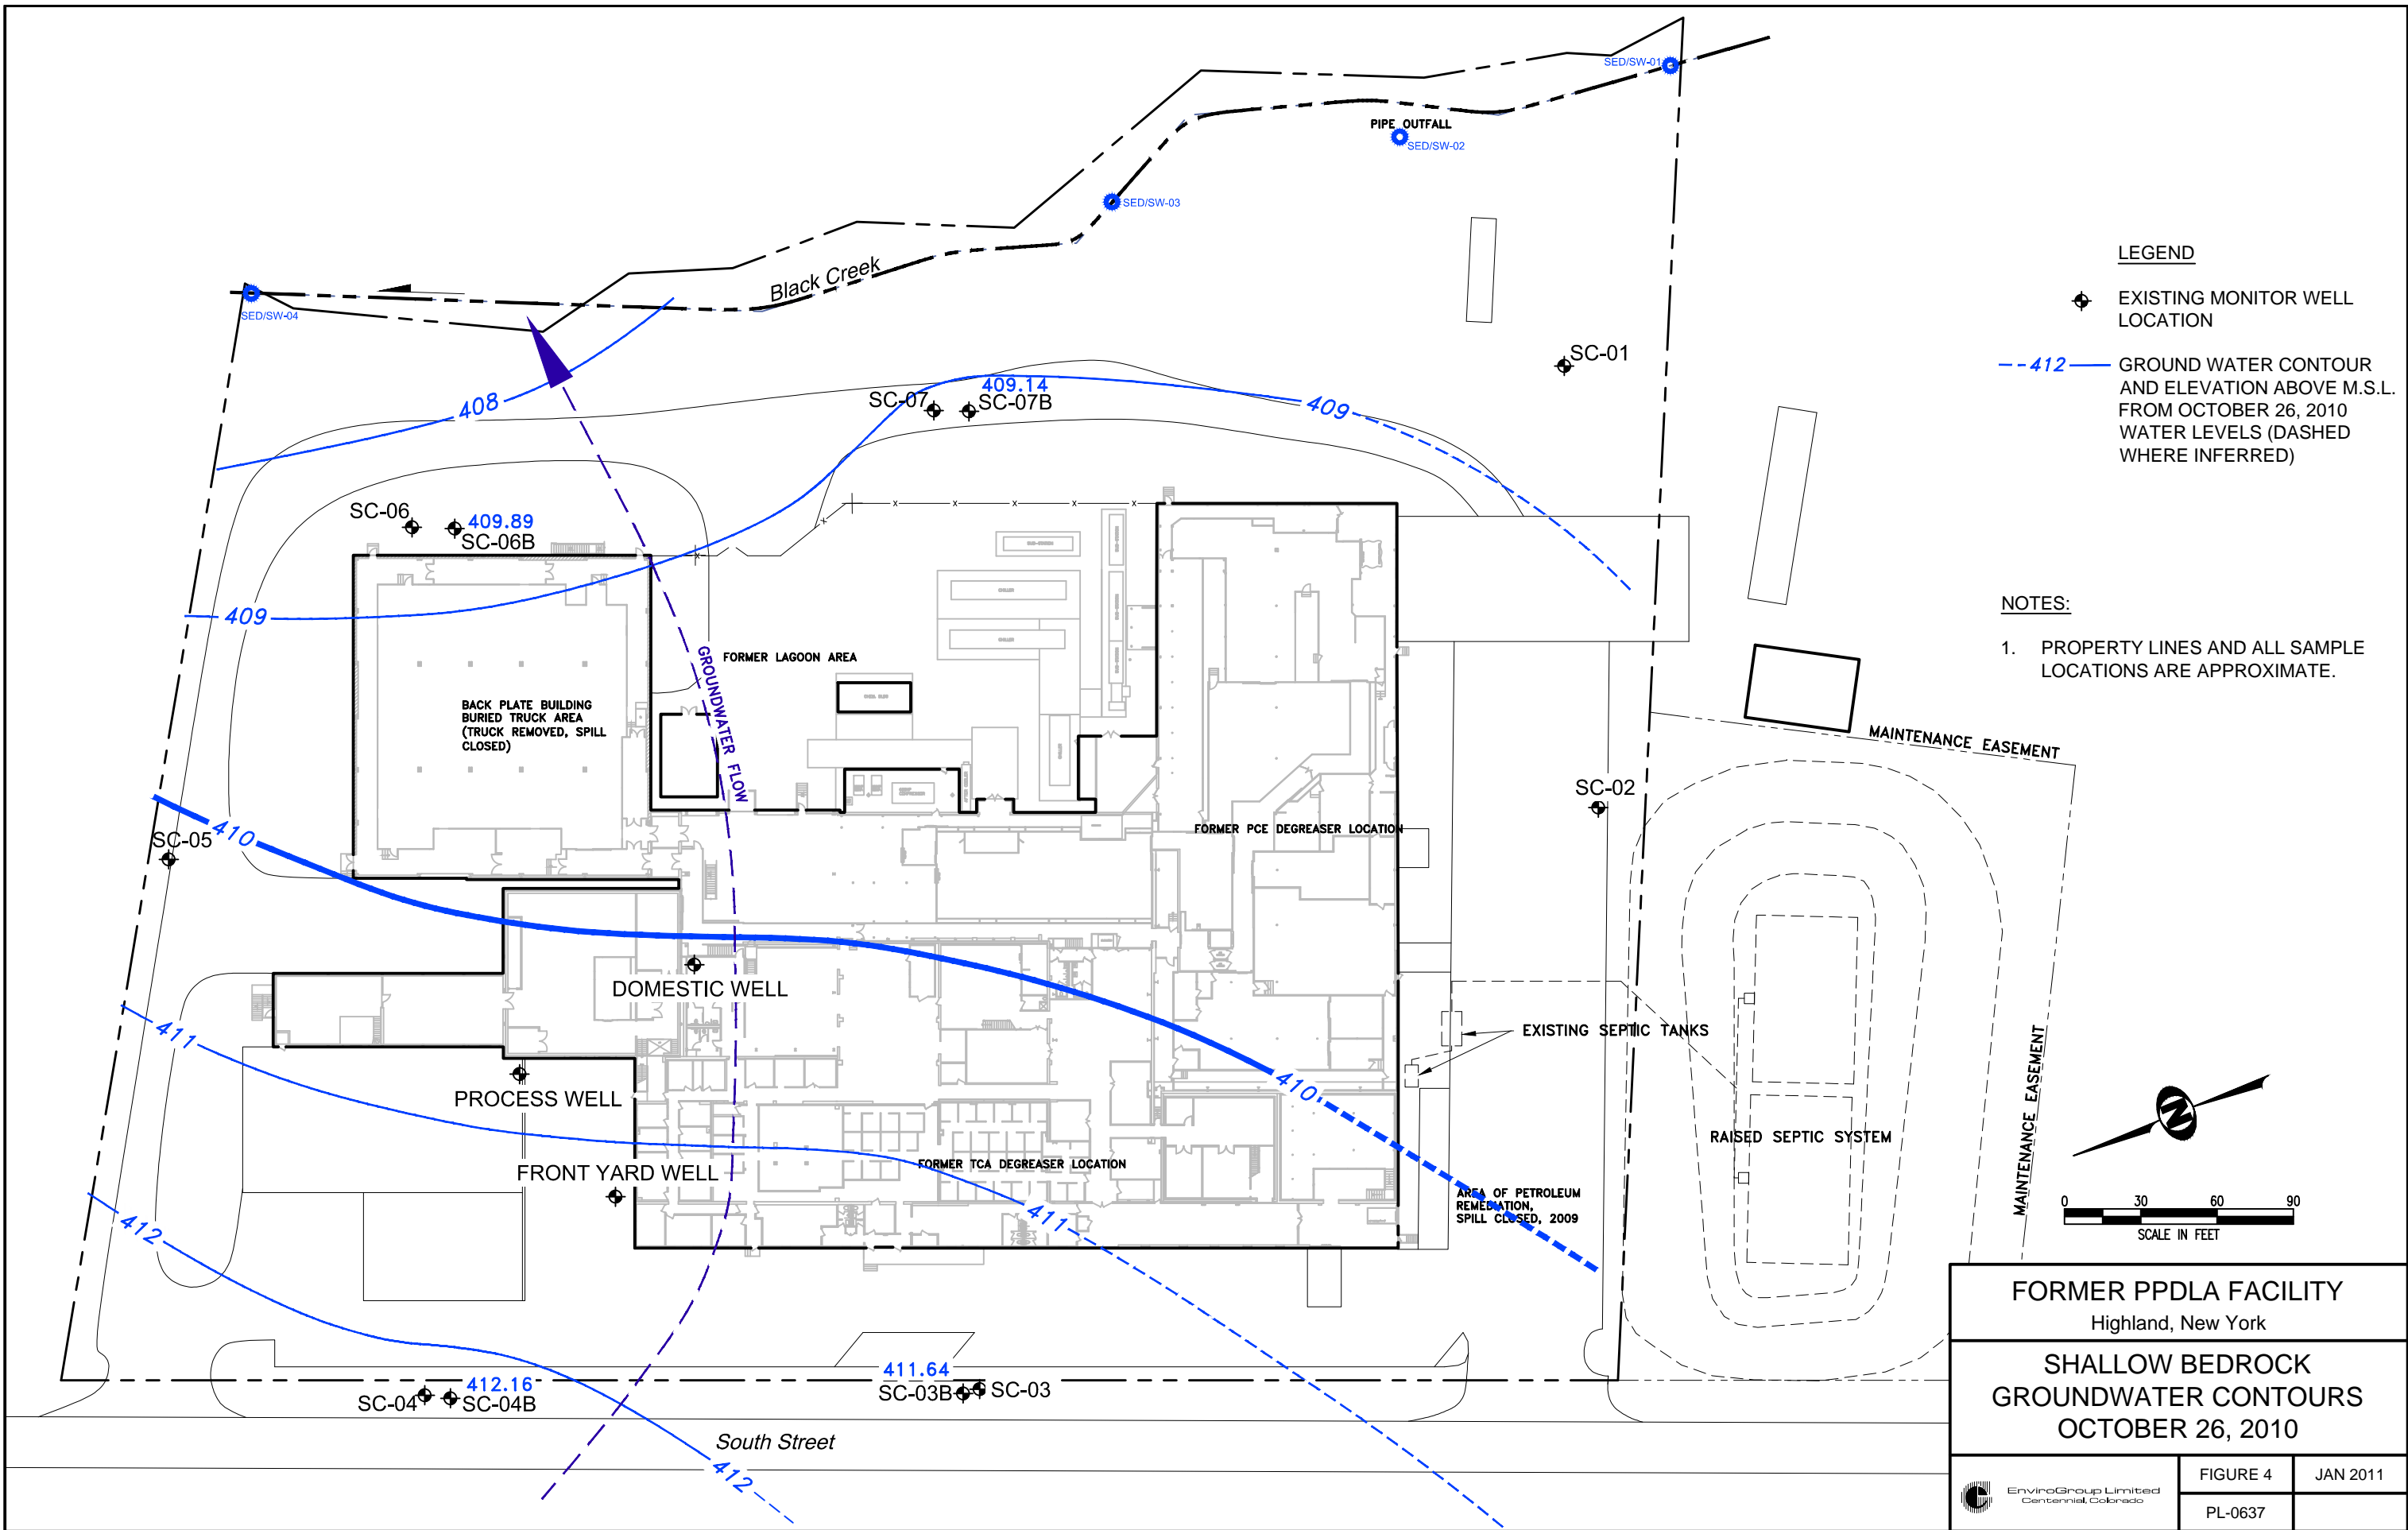 SED/SW-01
PIPE OUTFALL
SED/SW-02
SED/SW-03
Black Creek
SED/SW-04
408
SC-07
409.14
SC-07B
409
SC-01
SC-06
409.89
SC-06B
409
FORMER LAGOON AREA
GROUNDWATER FLOW
BACK PLATE BUILDING
BURIED TRUCK AREA
(TRUCK REMOVED, SPILL
CLOSED)
SC-05
410
SC-02
FORMER PCE DEGREASER LOCATION
DOMESTIC WELL
411
PROCESS WELL
410
EXISTING SEPTIC TANKS
FRONT YARD WELL
FORMER TCA DEGREASER LOCATION
411
AREA OF PETROLEUM
REMEDIATION,
SPILL CLOSED, 2009
412
411.64
SC-03B
SC-03
412.16
SC-04
SC-04B
South Street
412
MAINTENANCE EASEMENT
MAINTENANCE EASEMENT
RAISED SEPTIC SYSTEM
LEGEND
EXISTING MONITOR WELL
LOCATION
412
GROUND WATER CONTOUR
AND ELEVATION ABOVE M.S.L.
FROM OCTOBER 26, 2010
WATER LEVELS (DASHED
WHERE INFERRED)
NOTES:
1. PROPERTY LINES AND ALL SAMPLE
LOCATIONS ARE APPROXIMATE.
N
0 30 60 90
SCALE IN FEET
FORMER PPDLA FACILITY
Highland, New York
SHALLOW BEDROCK
GROUNDWATER CONTOURS
OCTOBER 26, 2010
EnviroGroup Limited
Centennial, Colorado
FIGURE 4
JAN 2011
PL-0637